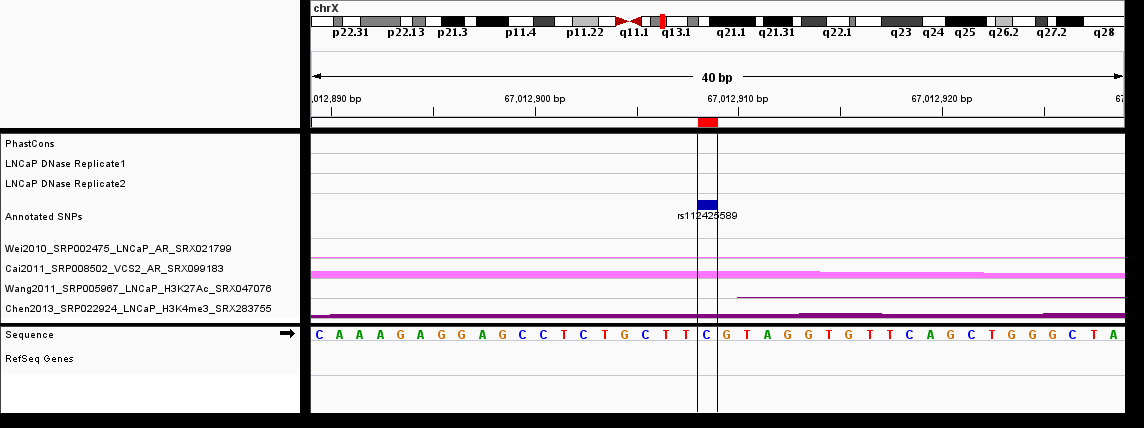 chrX
p22.31 p22.13 p21.3 p11.4 p11.22 q11.1 q13.1 q21.1 q21.31 q22.1 q23 q24 q25 q26.2 q27.2 q28
40 bp
,012,890 bp 67,012,900 bp 67,012,910 bp 67,012,920 bp 67
PhastCons
LNCaP DNase Replicate1
LNCaP DNase Replicate2
Annotated SNPs
rs112425589
Wei2010_SRP002475_LNCaP_AR_SRX021799
Cai2011_SRP008502_VCS2_AR_SRX099183
Wang2011_SRP005967_LNCaP_H3K27Ac_SRX047076
Chen2013_SRP022924_LNCaP_H3K4me3_SRX283755
Sequence C A A A G A G G A G C C T C T G C T T C G T A G G T G T T C A G C T G G G C T A
RefSeq Genes